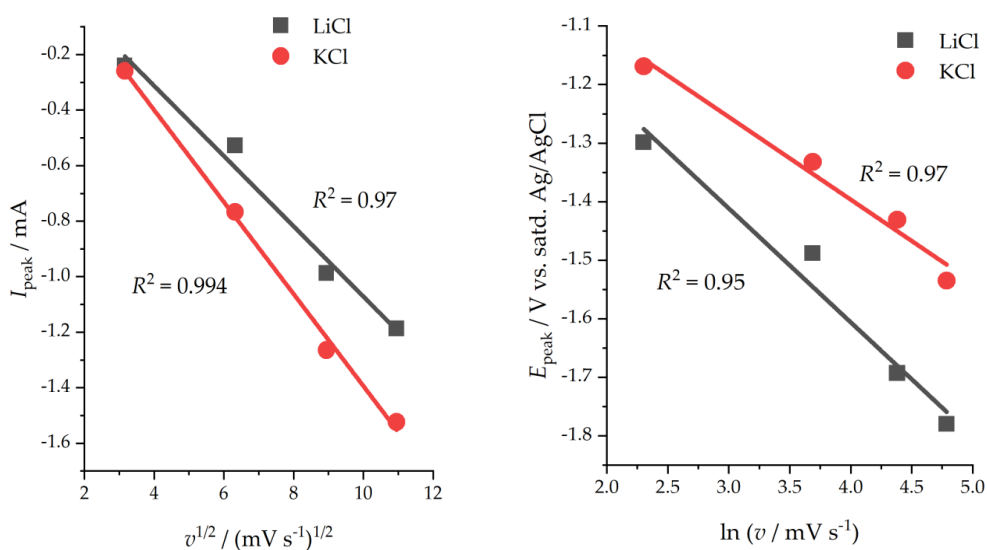 LiCl
KCl
-0.2
-0.4
-0.6
-0.8
-1.0
-1.2
-1.4
-1.6
I_peak / mA
R² = 0.97
R² = 0.994
2
4
6
8
10
12
v^1/2 / (mV s⁻¹)^1/2
LiCl
KCl
-1.1
-1.2
-1.3
-1.4
-1.5
-1.6
-1.7
-1.8
E_peak / V vs. satd. Ag/AgCl
R² = 0.97
R² = 0.95
2.0
2.5
3.0
3.5
4.0
4.5
5.0
ln (v / mV s⁻¹)